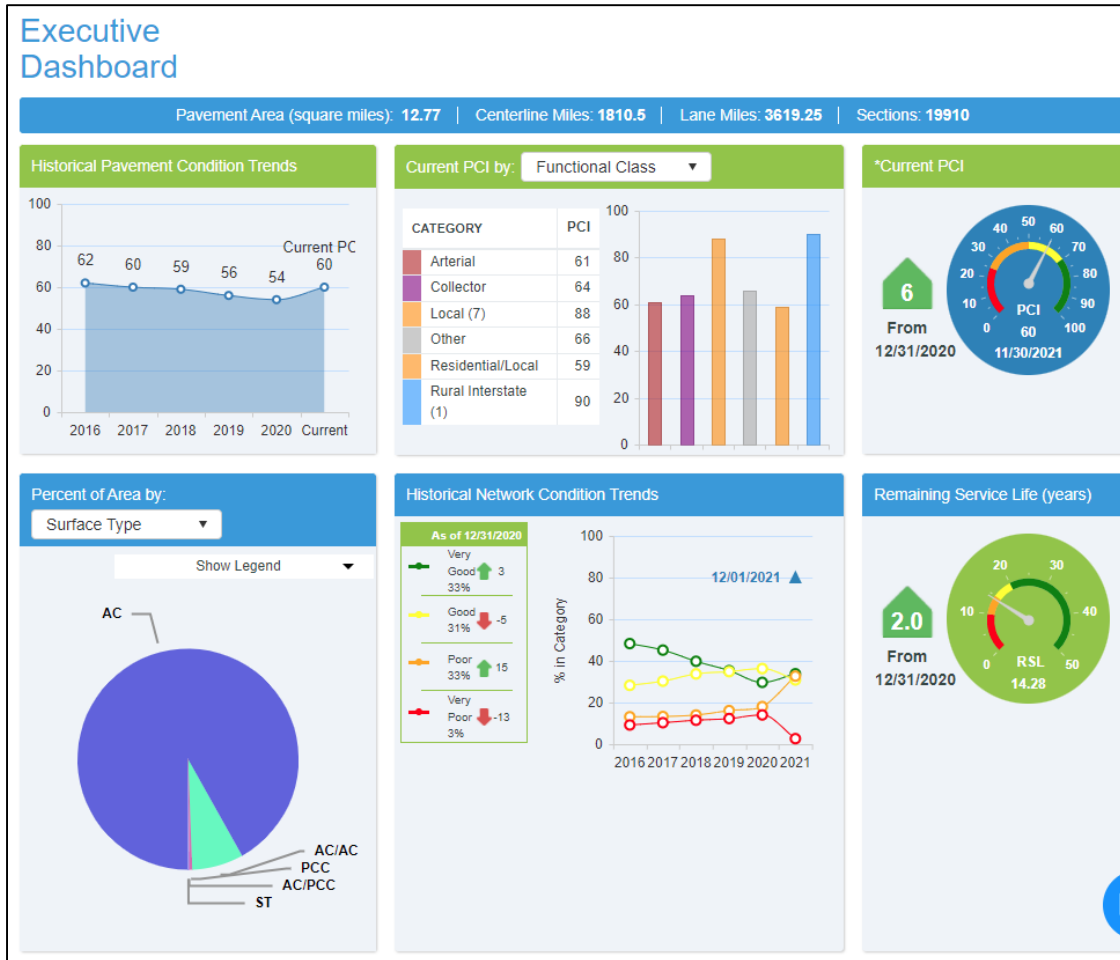 Executive
Dashboard
Pavement Area (square miles): 12.77 | Centerline Miles: 1810.5 | Lane Miles: 3619.25 | Sections: 19910
Historical Pavement Condition Trends
100
80
60
40
20
0
62
60
59
56
54
Current PC
60
2016 2017 2018 2019 2020 Current
Current PCI by: Functional Class
CATEGORY PCI
Arterial 61
Collector 64
Local (7) 88
Other 66
Residential/Local 59
Rural Interstate
(1) 90
100
80
60
40
20
0
*Current PCI
6
From
12/31/2020
0 10 20 30 40 50 60 70 80 90 100
PCI
60
11/30/2021
Percent of Area by:
Surface Type
Show Legend
AC
AC/AC
PCC
AC/PCC
ST
Historical Network Condition Trends
As of 12/31/2020
Very
Good 3
33%
Good -5
31%
Poor 15
33%
Very
Poor -13
3%
% in Category
100
80
60
40
20
0
12/01/2021
2016 2017 2018 2019 2020 2021
Remaining Service Life (years)
2.0
From
12/31/2020
0 10 20 30 40 50
RSL
14.28